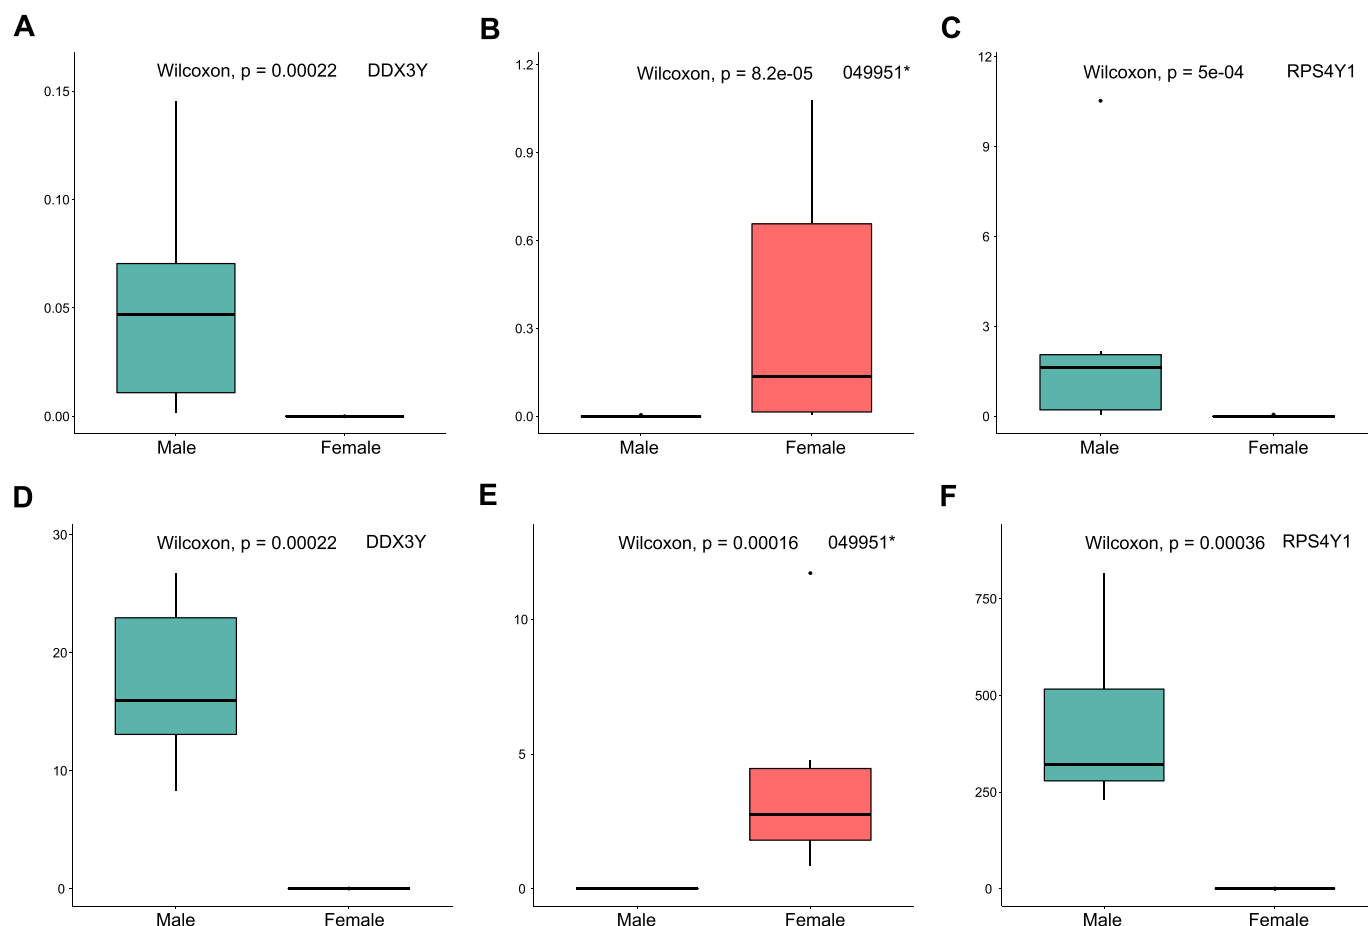 A
Wilcoxon, p = 0.00022 DDX3Y
0.15
0.10
0.05
0.00
Male Female
B
Wilcoxon, p = 8.2e-05 049951*
1.2
0.9
0.6
0.3
0.0
Male Female
C
Wilcoxon, p = 5e-04 RPS4Y1
12
9
6
3
0
Male Female
D
Wilcoxon, p = 0.00022 DDX3Y
30
20
10
0
Male Female
E
Wilcoxon, p = 0.00016 049951*
10
5
0
Male Female
F
Wilcoxon, p = 0.00036 RPS4Y1
750
500
250
0
Male Female